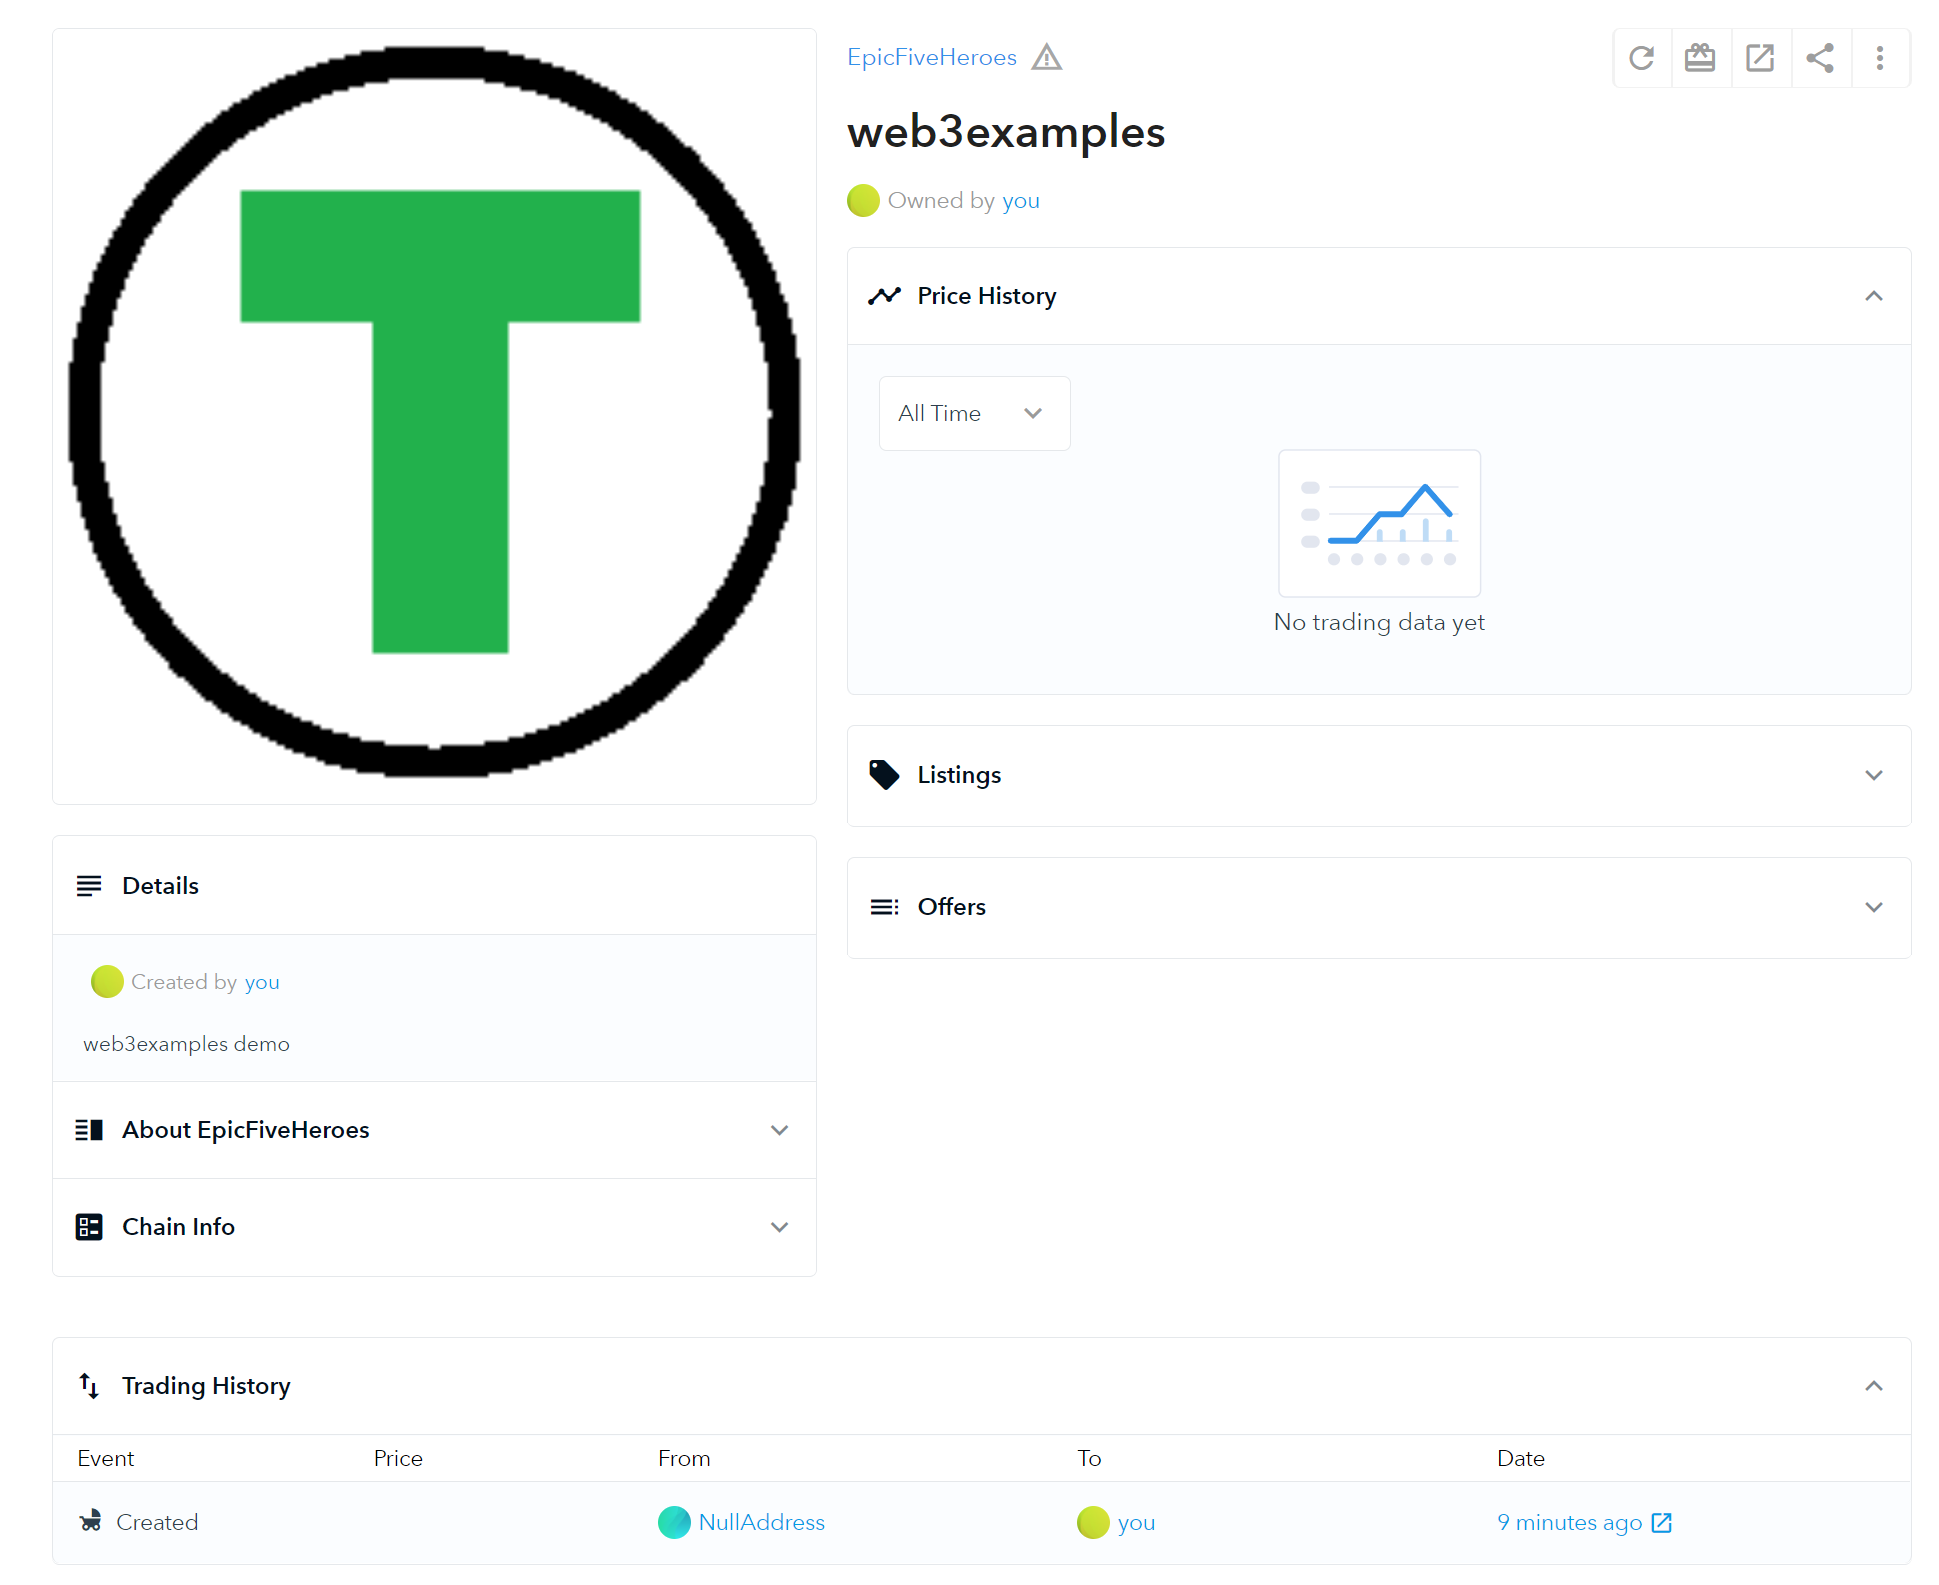 T
EpicFiveHeroes
web3examples
Owned by you
Price History
All Time
No trading data yet
Listings
Offers
Details
Created by you
web3examples demo
About EpicFiveHeroes
Chain Info
Trading History
Event Price From To Date
Created NullAddress you 9 minutes ago